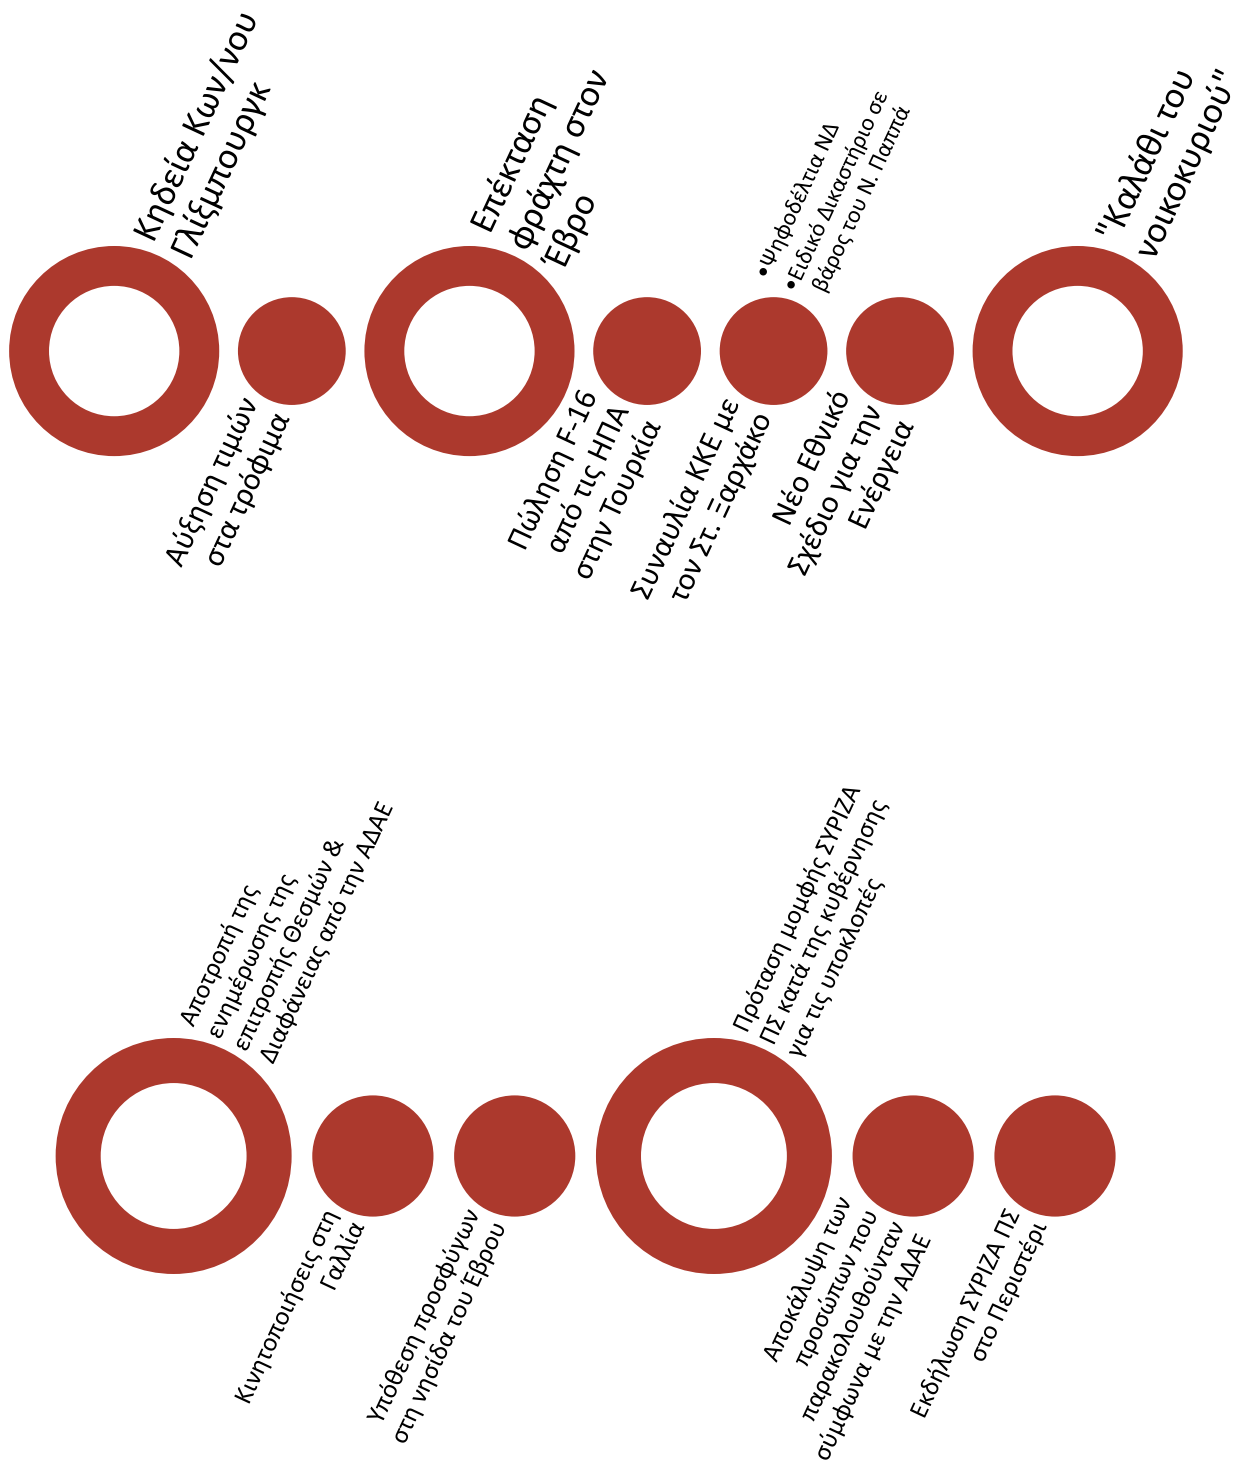 Κηδεία Κων/νου
Γλίξμπουργκ
Αύξηση τιμών
στα τρόφιμα
Επέκταση
φράχτη στον
Έβρο
Πώληση F-16
από τις ΗΠΑ
στην Τουρκία
Συναυλία ΚΚΕ με
τον Στ. Ξαρχάκο
•Ψηφοδέλτια ΝΔ
•Ειδικό Δικαστήριο σε
βάρος του Ν. Παππά
Νέο Εθνικό
Σχέδιο για την
Ενέργεια
"Καλάθι του
νοικοκυριού"
Αποτροπή της
ενημέρωσης της
επιτροπής Θεσμών &
Διαφάνειας από την ΑΔΑΕ
Κινητοποιήσεις στη
Γαλλία
Υπόθεση προσφύγων
στη νησίδα του Έβρου
Πρόταση μομφής ΣΥΡΙΖΑ
ΠΣ κατά της κυβέρνησης
για τις υποκλοπές
Αποκάλυψη των
προσώπων που
παρακολουθούνταν
σύμφωνα με την ΑΔΑΕ
Εκδήλωση ΣΥΡΙΖΑ ΠΣ
στο Περιστέρι